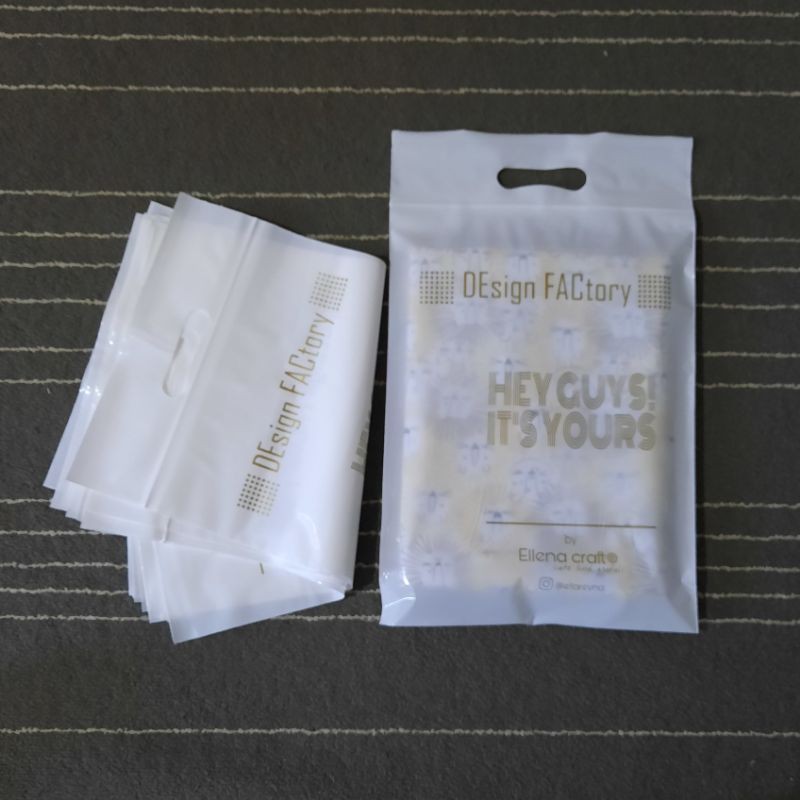 DEsign FACtory
DEsign FACtory
HEY GUYS!
IT'S YOURS
by
Ellena craft